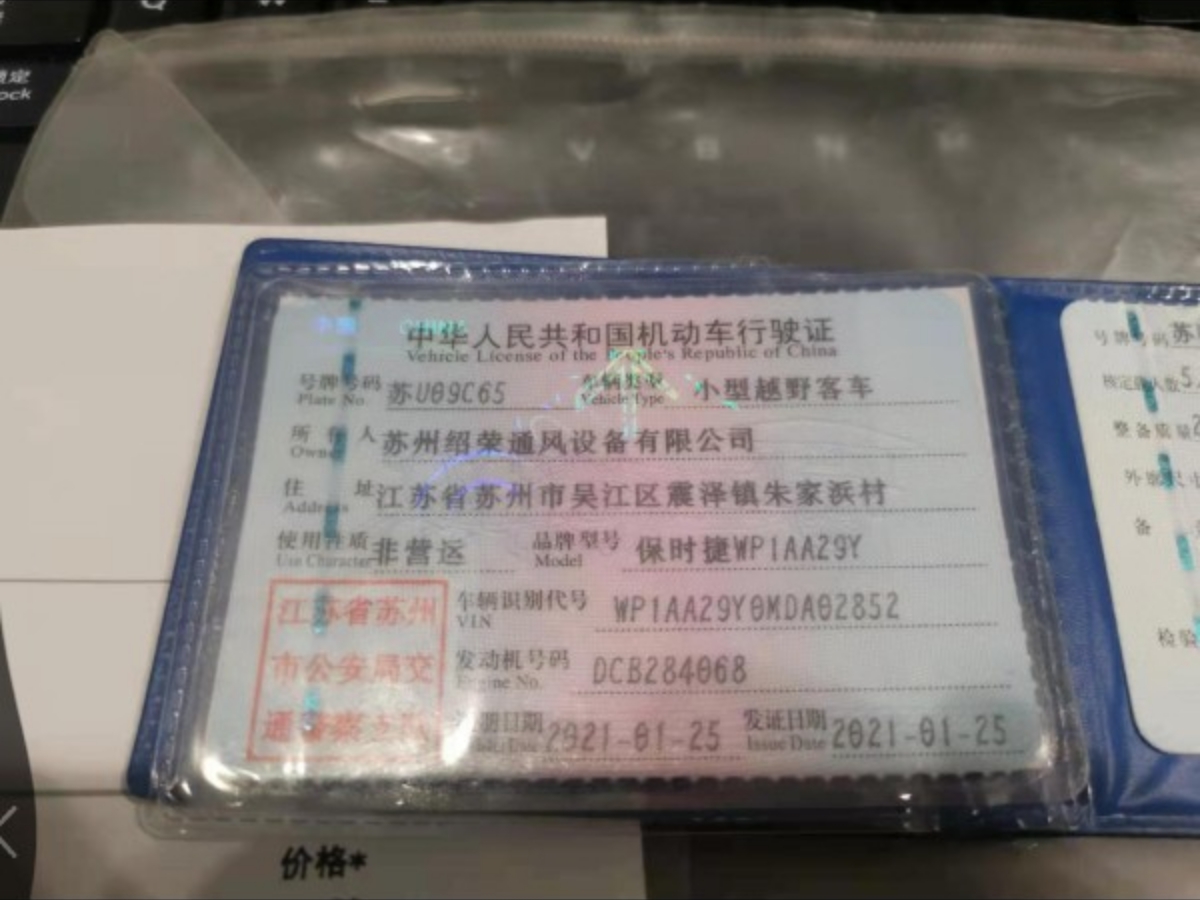 定
ock
V
B
N
M
中华人民共和国机动车行驶证
Vehicle License of the People's Republic of China
号牌号码 苏U09C65 车辆类型 小型越野客车
Plate No. Vehicle Type
所有人 苏州绍荣通风设备有限公司
Owner
住址 江苏省苏州市吴江区震泽镇朱家浜村
Address
使用性质 非营运 品牌型号 保时捷WP1AA29Y
Use Character Model
江苏省苏州
市公安局交
通警察支队
车辆识别代号 WP1AA29Y0MDA02852
VIN
发动机号码 DCB284068
Engine No.
册日期 2021-01-25 发证日期 2021-01-25
Issue Date
号牌号码 苏
核定载人数 5
整备质量
外廓尺寸
备
检验
价格*